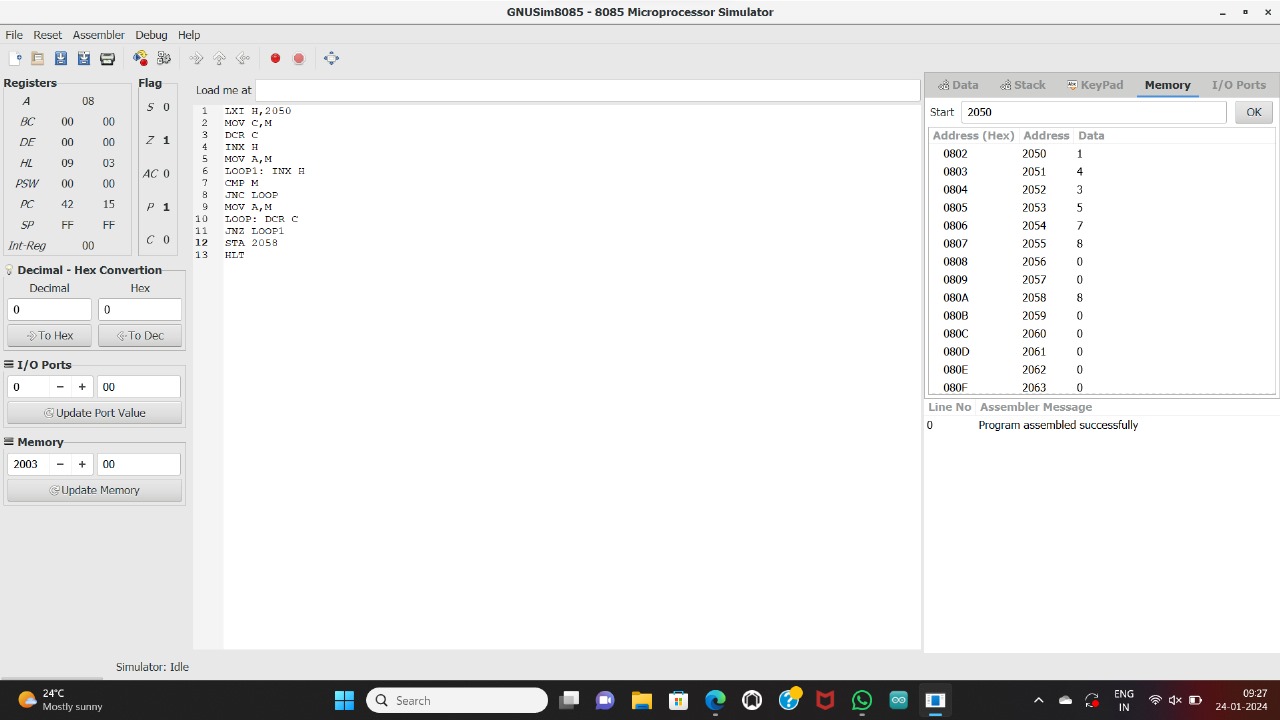 GNUSim8085 - 8085 Microprocessor Simulator
File Reset Assembler Debug Help
Registers
A 08
BC 00 00
DE 00 00
HL 09 03
PSW 00 00
PC 42 15
SP FF FF
Int-Reg 00
Flag
S 0
Z 1
AC 0
P 1
C 0
Decimal - Hex Convertion
Decimal Hex
0 0
To Hex To Dec
I/O Ports
0 − + 00
Update Port Value
Memory
2003 − + 00
Update Memory
Load me at
1 LXI H,2050
2 MOV C,M
3 DCR C
4 INX H
5 MOV A,M
6 LOOP1: INX H
7 CMP M
8 JNC LOOP
9 MOV A,M
10 LOOP: DCR C
11 JNZ LOOP1
12 STA 2058
13 HLT
Data Stack KeyPad Memory I/O Ports
Start 2050 OK
Address (Hex) Address Data
0802 2050 1
0803 2051 4
0804 2052 3
0805 2053 5
0806 2054 7
0807 2055 8
0808 2056 0
0809 2057 0
080A 2058 8
080B 2059 0
080C 2060 0
080D 2061 0
080E 2062 0
080F 2063 0
Line No Assembler Message
0 Program assembled successfully
Simulator: Idle
24°C
Mostly sunny
Search
ENG
IN
09:27
24-01-2024